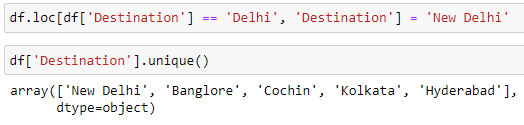 df.loc[df['Destination'] == 'Delhi', 'Destination'] = 'New Delhi'
df['Destination'].unique()
array(['New Delhi', 'Banglore', 'Cochin', 'Kolkata', 'Hyderabad'],
dtype=object)